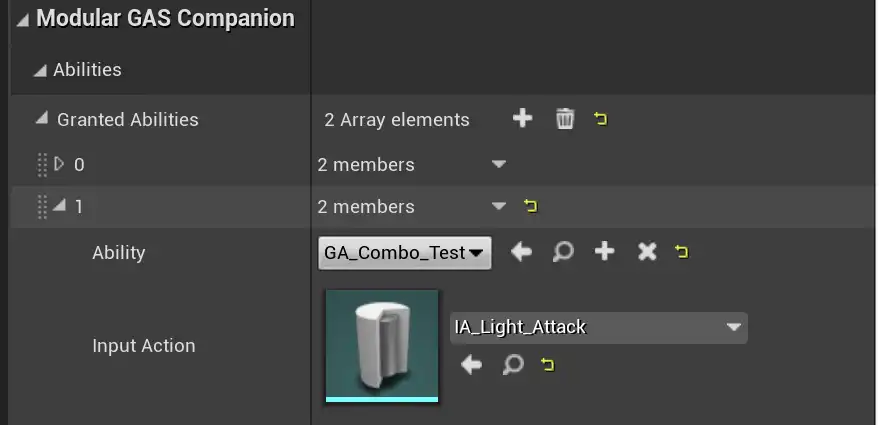 Modular GAS Companion
Abilities
Granted Abilities 2 Array elements
0 2 members
1 2 members
Ability GA_Combo_Test
IA_Light_Attack
Input Action